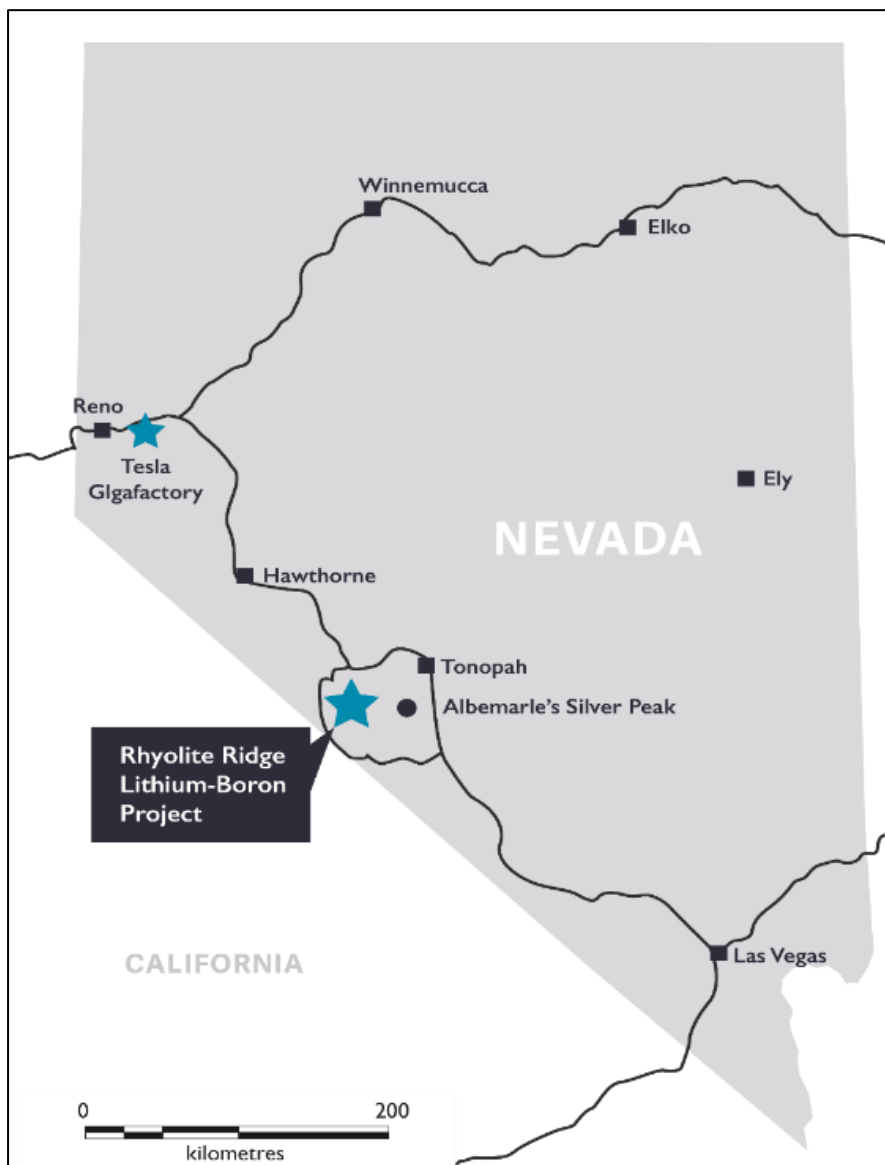 Winnemucca
Elko
Reno
Tesla
GIgafactory
Ely
NEVADA
Hawthorne
Tonopah
Albemarle's Silver Peak
Rhyolite Ridge
Lithium-Boron
Project
Las Vegas
CALIFORNIA
0 200
kilometres